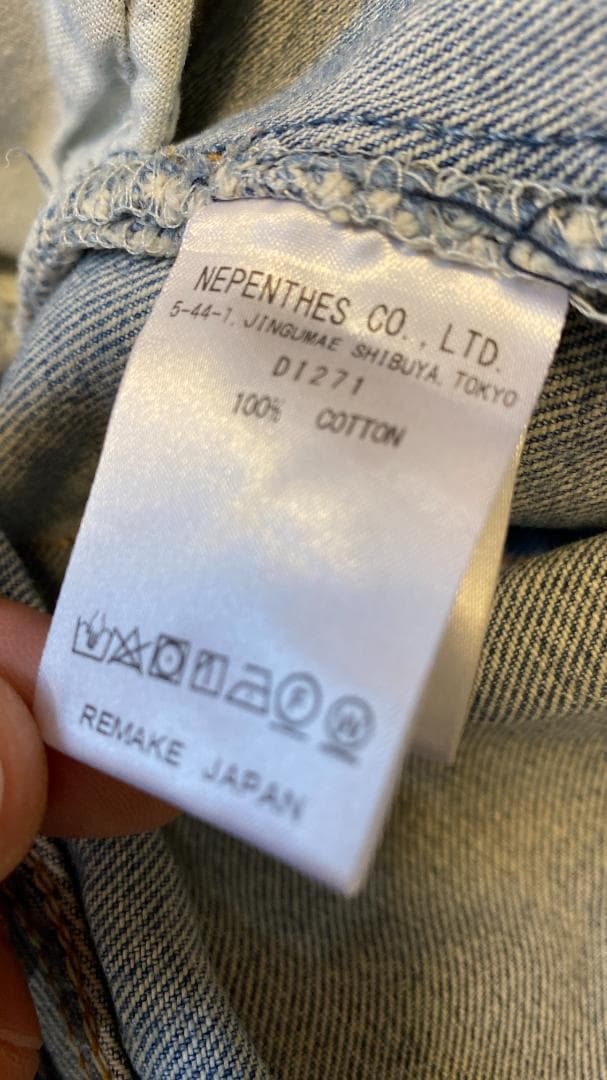 NEPENTHES CO., LTD.
5-44-1, JINGUMAE SHIBUYA, TOKYO
D1271
100% COTTON
F W
REMAKE JAPAN